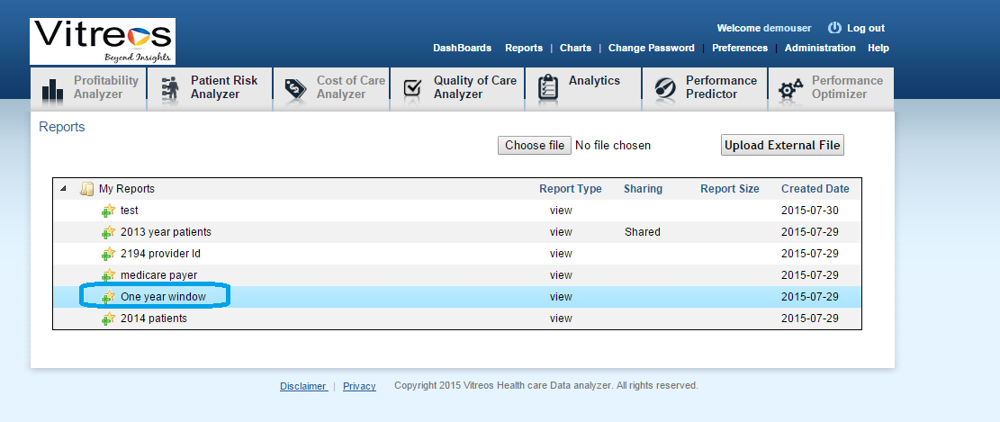 Vitreos
Beyond Insights
Welcome demouser Log out
DashBoards Reports | Charts | Change Password | Preferences | Administration Help
Profitability Analyzer
Patient Risk Analyzer
Cost of Care Analyzer
Quality of Care Analyzer
Analytics
Performance Predictor
Performance Optimizer
Reports
Choose file No file chosen Upload External File
My Reports Report Type Sharing Report Size Created Date
test view 2015-07-30
2013 year patients view Shared 2015-07-29
2194 provider Id view 2015-07-29
medicare payer view 2015-07-29
One year window view 2015-07-29
2014 patients view 2015-07-29
Disclaimer | Privacy Copyright 2015 Vitreos Health care Data analyzer. All rights reserved.